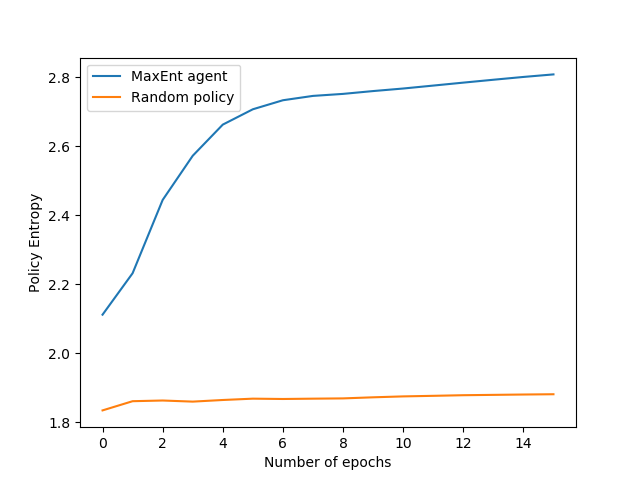 MaxEnt agent
Random policy
2.8
2.6
2.4
2.2
2.0
1.8
Policy Entropy
0 2 4 6 8 10 12 14
Number of epochs